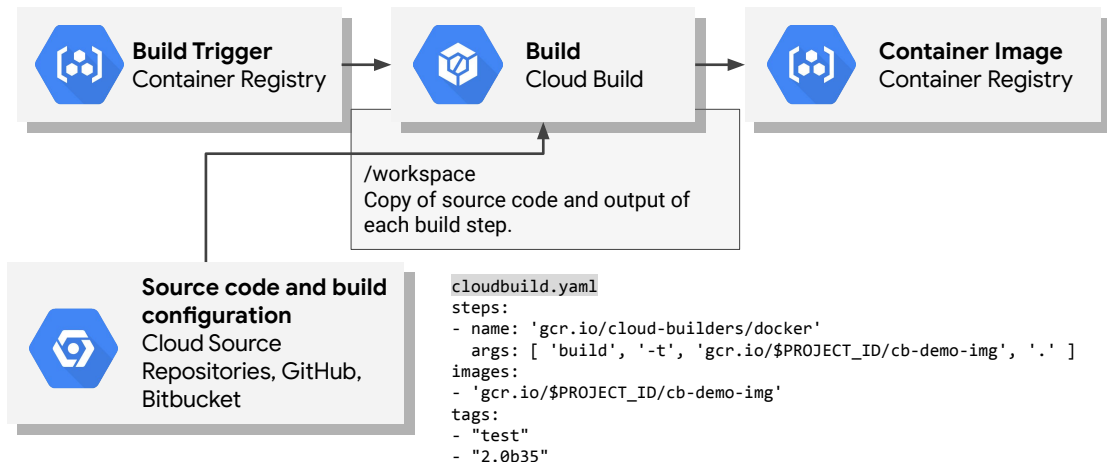 Build Trigger
Container Registry
Build
Cloud Build
Container Image
Container Registry
/workspace
Copy of source code and output of
each build step.
Source code and build
configuration
Cloud Source
Repositories, GitHub,
Bitbucket
cloudbuild.yaml
steps:
- name: 'gcr.io/cloud-builders/docker'
  args: [ 'build', '-t', 'gcr.io/$PROJECT_ID/cb-demo-img', '.' ]
images:
- 'gcr.io/$PROJECT_ID/cb-demo-img'
tags:
- "test"
- "2.0b35"